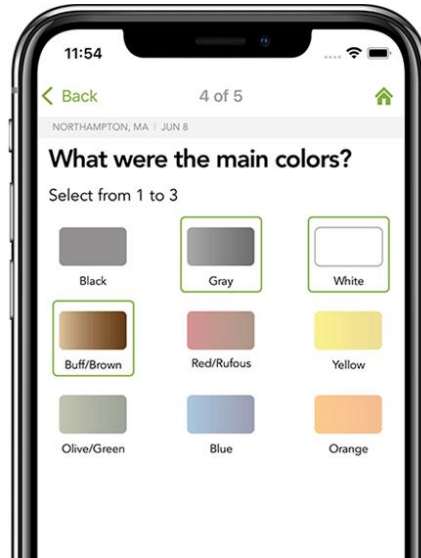 11:54
Back 4 of 5
NORTHAMPTON, MA | JUN 8
What were the main colors?
Select from 1 to 3
Black Gray White
Buff/Brown Red/Rufous Yellow
Olive/Green Blue Orange